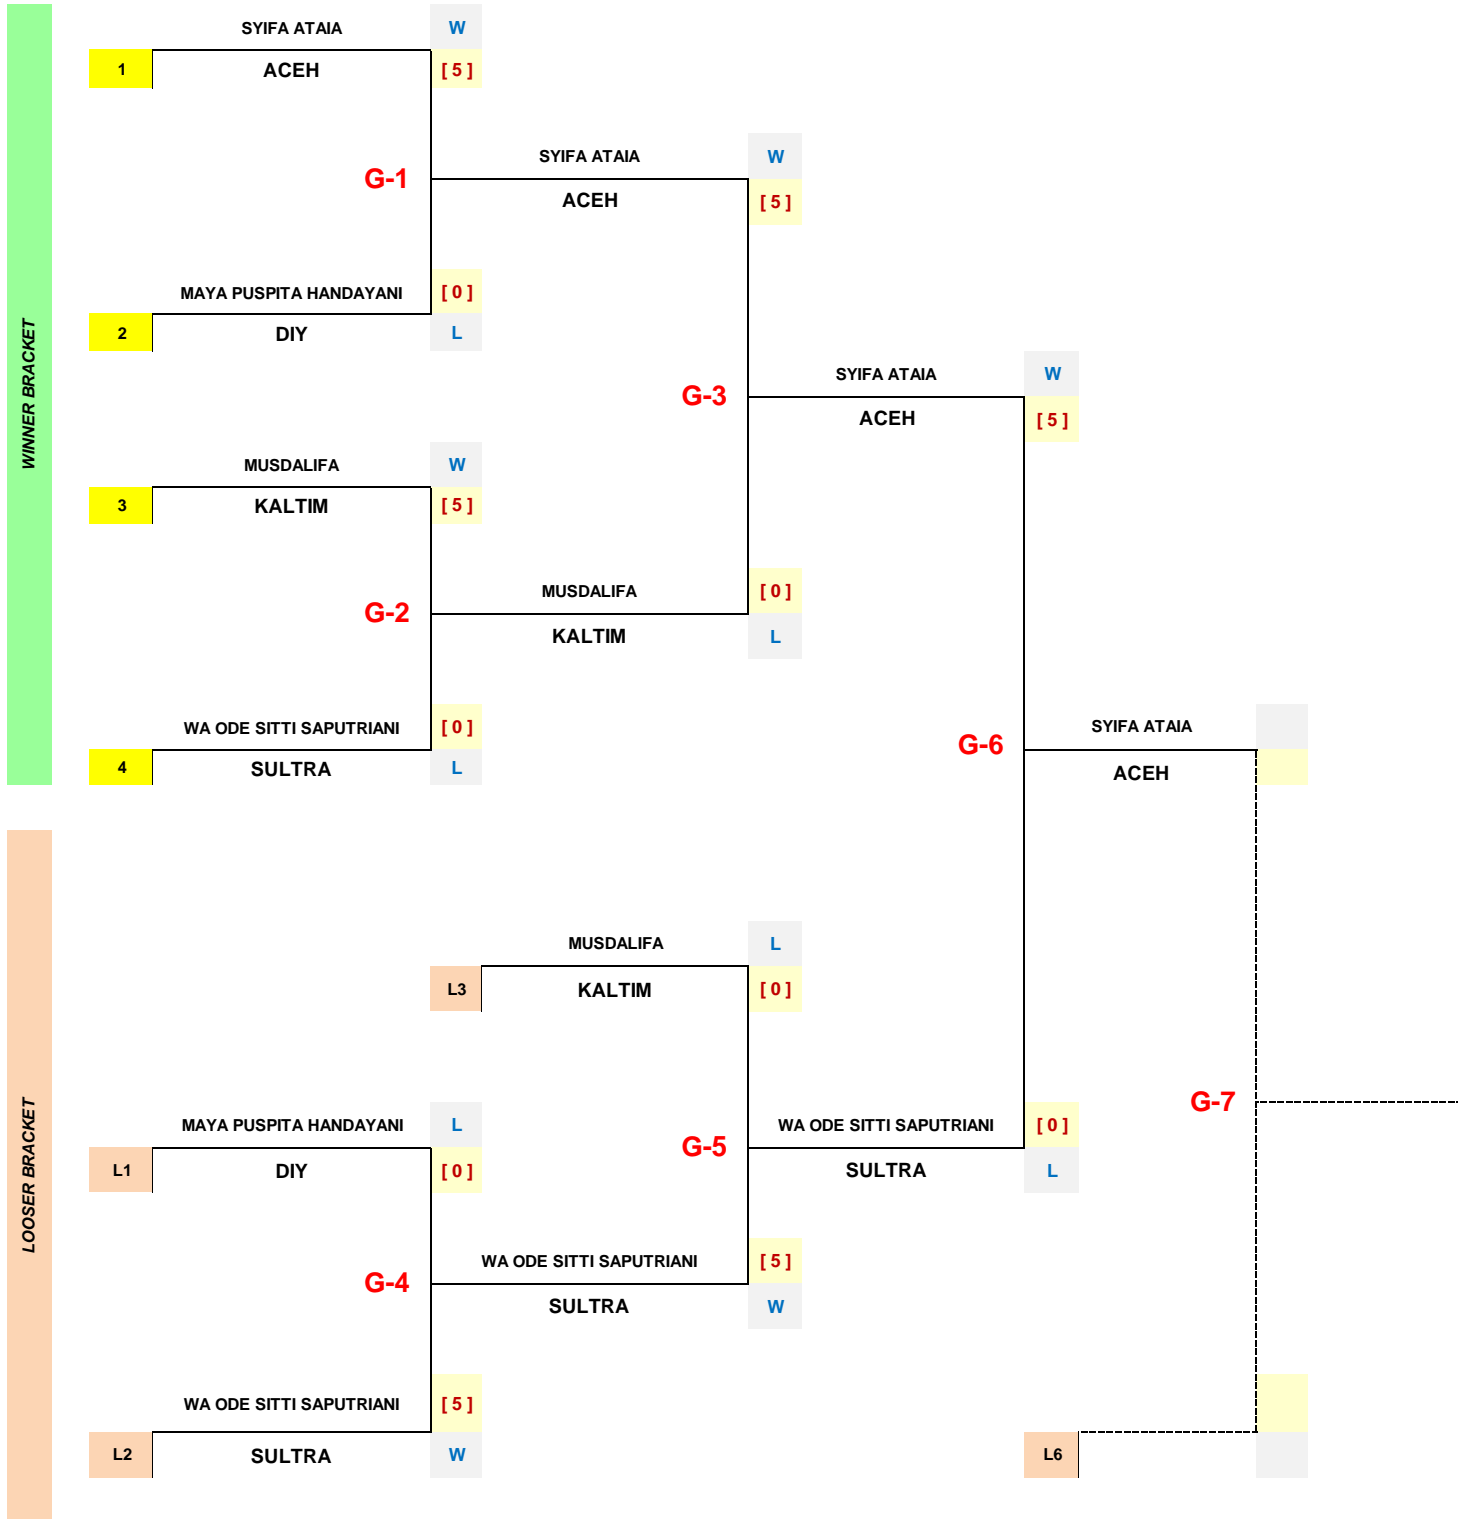 WINNER BRACKET
SYIFA ATAIA W
1 ACEH [ 5 ]
SYIFA ATAIA W
G-1
ACEH [ 5 ]
MAYA PUSPITA HANDAYANI [ 0 ]
2 DIY L
SYIFA ATAIA W
G-3
ACEH [ 5 ]
MUSDALIFA W
3 KALTIM [ 5 ]
MUSDALIFA [ 0 ]
G-2
KALTIM L
WA ODE SITTI SAPUTRIANI [ 0 ]
SYIFA ATAIA
G-6
4 SULTRA L
ACEH
LOOSER BRACKET
MUSDALIFA L
L3 KALTIM [ 0 ]
G-7
MAYA PUSPITA HANDAYANI L
WA ODE SITTI SAPUTRIANI [ 0 ]
G-5
L1 DIY [ 0 ]
SULTRA L
WA ODE SITTI SAPUTRIANI [ 5 ]
G-4
SULTRA W
WA ODE SITTI SAPUTRIANI [ 5 ]
L2 SULTRA W
L6